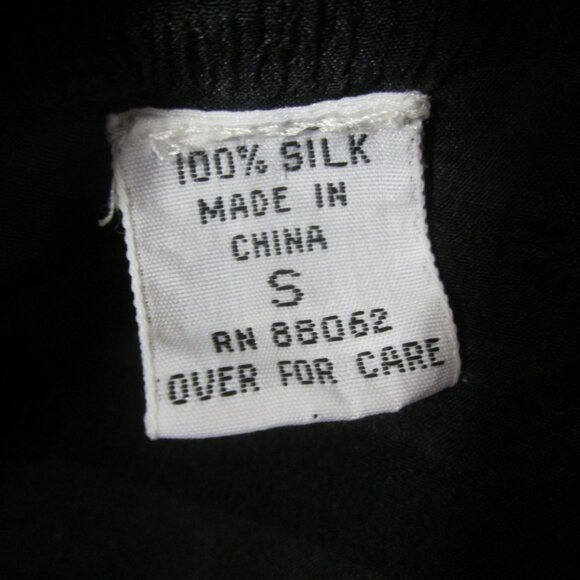 100% SILK
MADE IN
CHINA
S
RN 88062
OVER FOR CARE